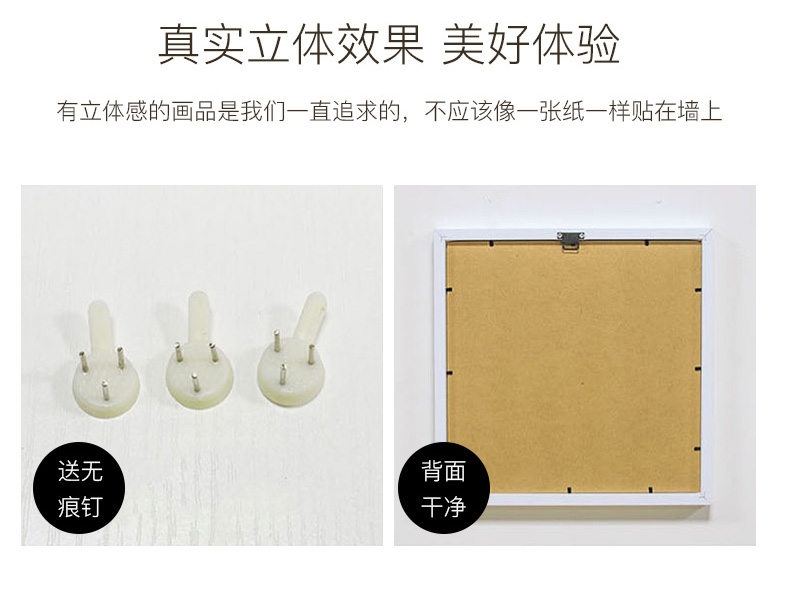 真实立体效果 美好体验
有立体感的画品是我们一直追求的，不应该像一张纸一样贴在墙上
送无
痕钉
背面
干净